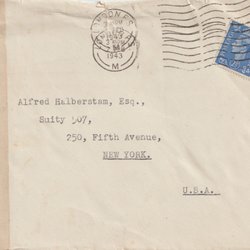 LONDON, F.S.
1943
M
Alfred Halberstam, Esq.,
Suity 507,
250, Fifth Avenue,
NEW YORK.
U.S.A.